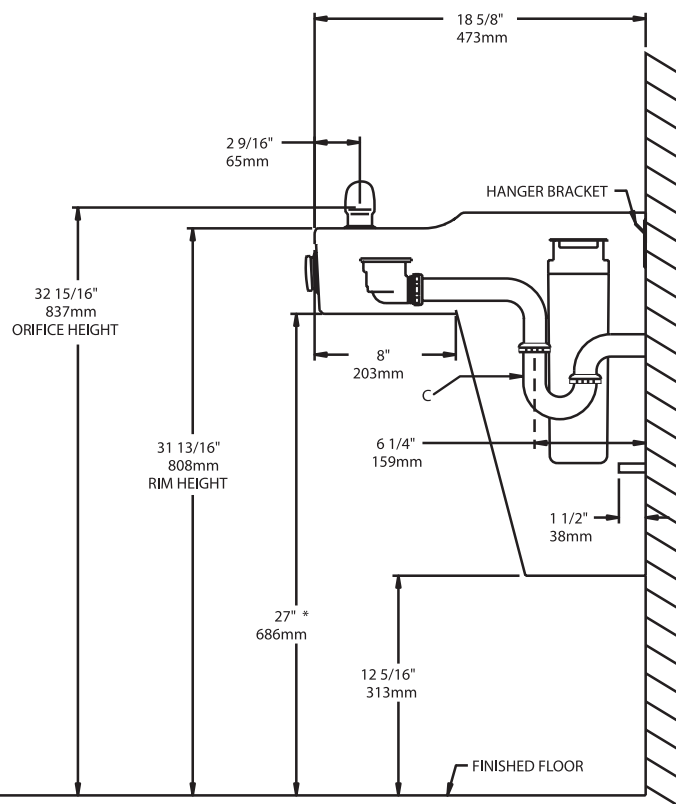 18 5/8"
473mm
2 9/16"
65mm
HANGER BRACKET
32 15/16"
837mm
ORIFICE HEIGHT
8"
203mm
C
31 13/16"
808mm
RIM HEIGHT
6 1/4"
159mm
1 1/2"
38mm
27" *
686mm
12 5/16"
313mm
FINISHED FLOOR